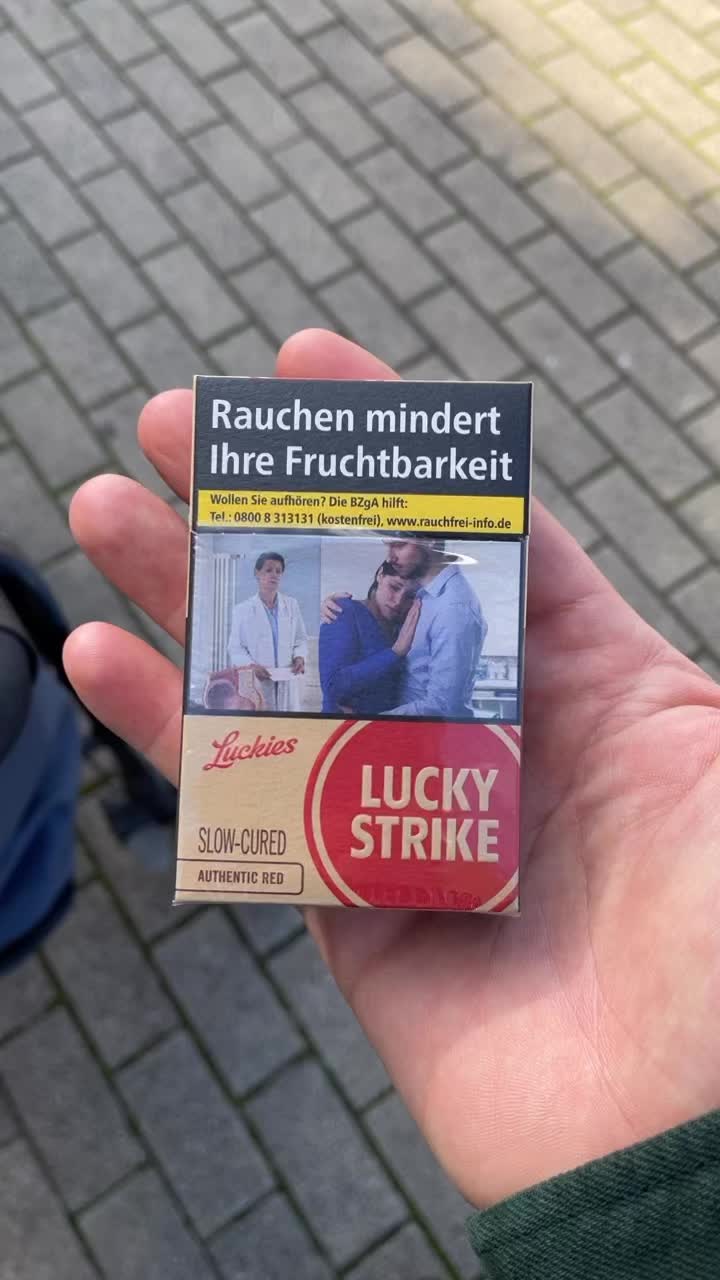 Rauchen mindert
Ihre Fruchtbarkeit
Wollen Sie aufhören? Die BZgA hilft:
Tel.: 0800 8 313131 (kostenfrei), www.rauchfrei-info.de
Luckies
LUCKY
STRIKE
SLOW-CURED
AUTHENTIC RED